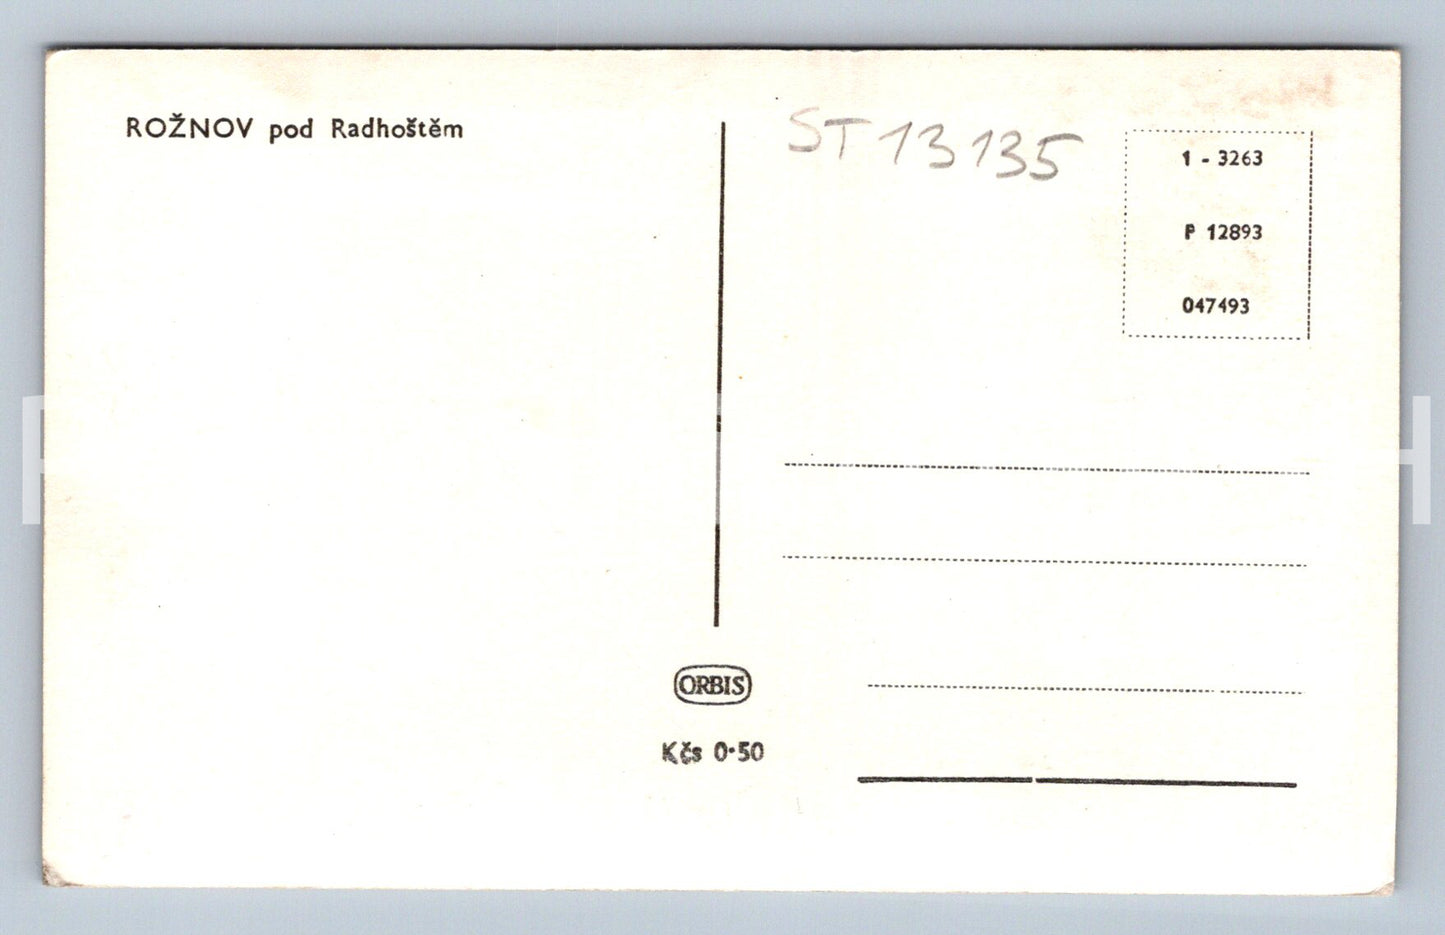 ROŽNOV pod Radhoštěm
ST 13135
1 - 3263
P 12893
047493
ORBIS
Kčs 0·50